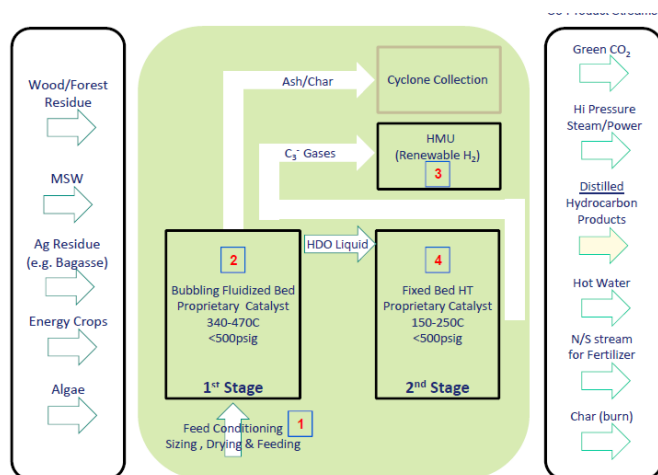 Wood/Forest
Residue
MSW
Ag Residue
(e.g. Bagasse)
Energy Crops
Algae
Ash/Char
Cyclone Collection
C₃⁻ Gases
HMU
(Renewable H₂)
3
2
Bubbling Fluidized Bed
Proprietary Catalyst
340-470C
<500psig
1ˢᵗ Stage
HDO Liquid
4
Fixed Bed HT
Proprietary Catalyst
150-250C
<500psig
2ⁿᵈ Stage
Feed Conditioning
1
Sizing , Drying & Feeding
Green CO₂
Hi Pressure
Steam/Power
Distilled
Hydrocarbon
Products
Hot Water
N/S stream
for Fertilizer
Char (burn)